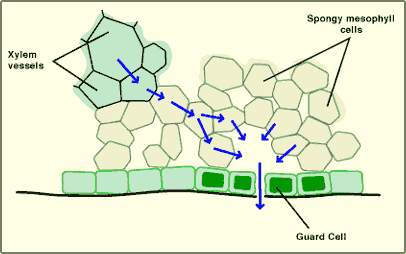 Xylem
vessels
Spongy mesophyll
cells
Guard Cell